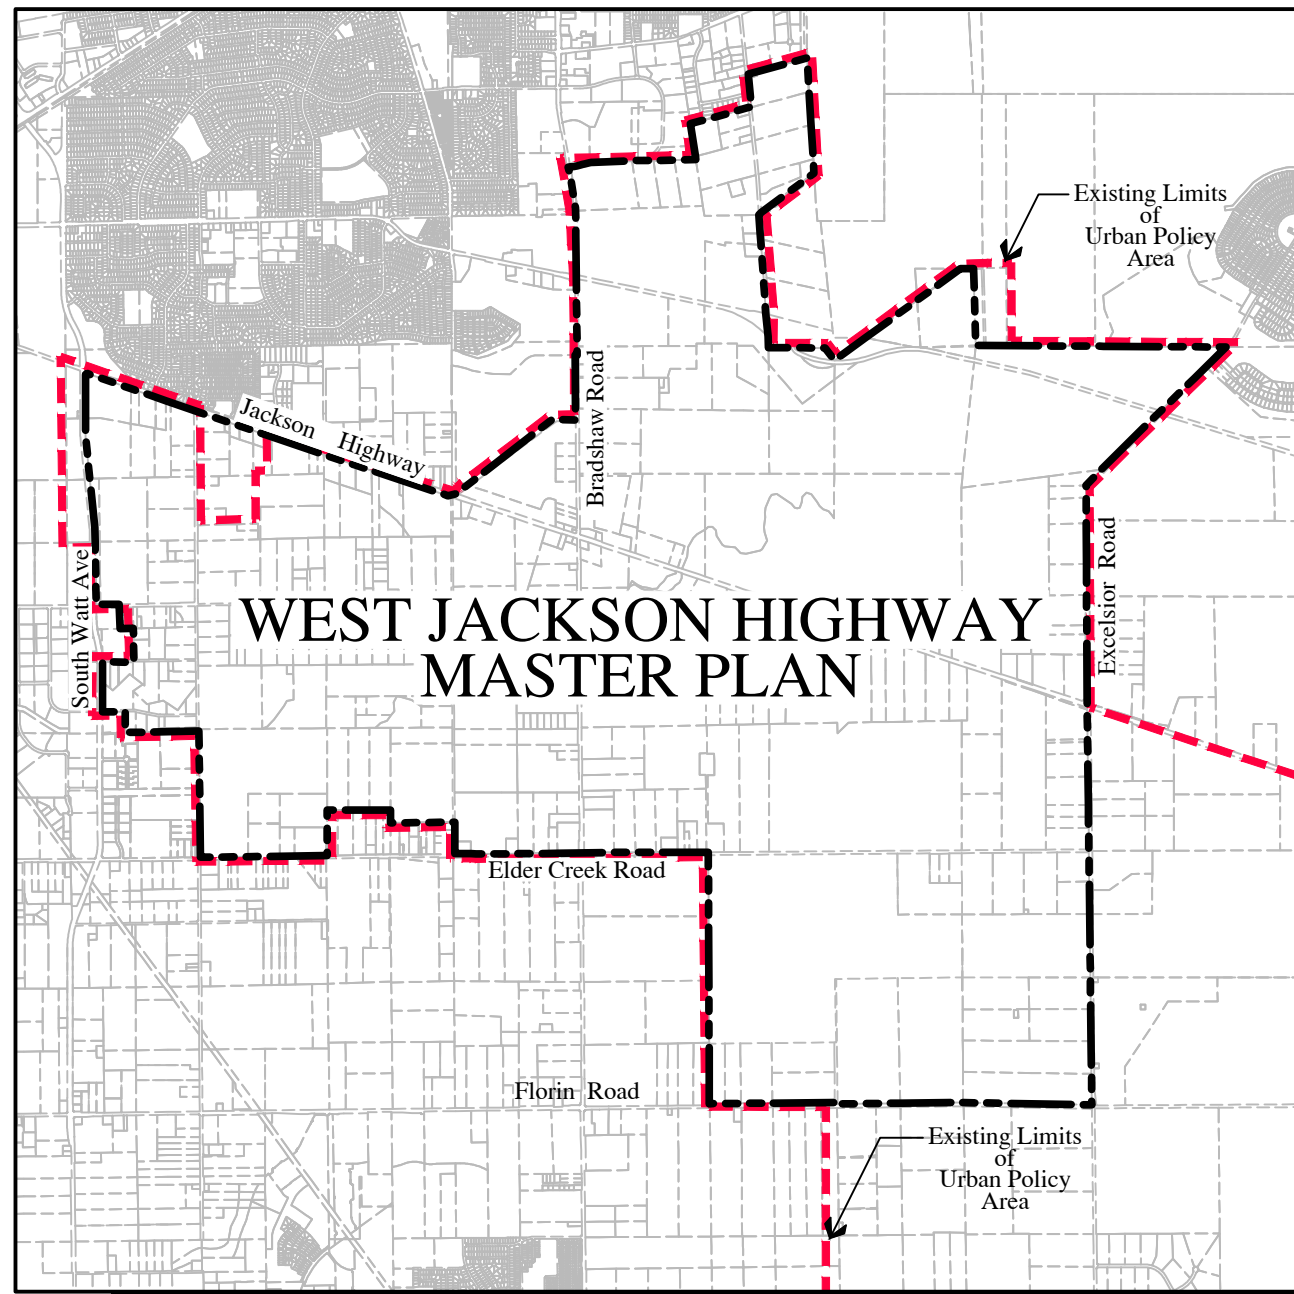 Existing Limits
of
Urban Policy
Area
Jackson Highway
Bradshaw Road
South Watt Ave
Excelsior Road
WEST JACKSON HIGHWAY
MASTER PLAN
Elder Creek Road
Florin Road
Existing Limits
of
Urban Policy
Area